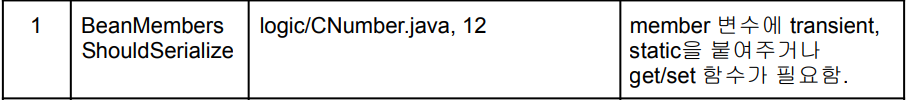 1
BeanMembers
ShouldSerialize
logic/CNumber.java, 12
member 변수에 transient,
static을 붙여주거나
get/set 함수가 필요함.